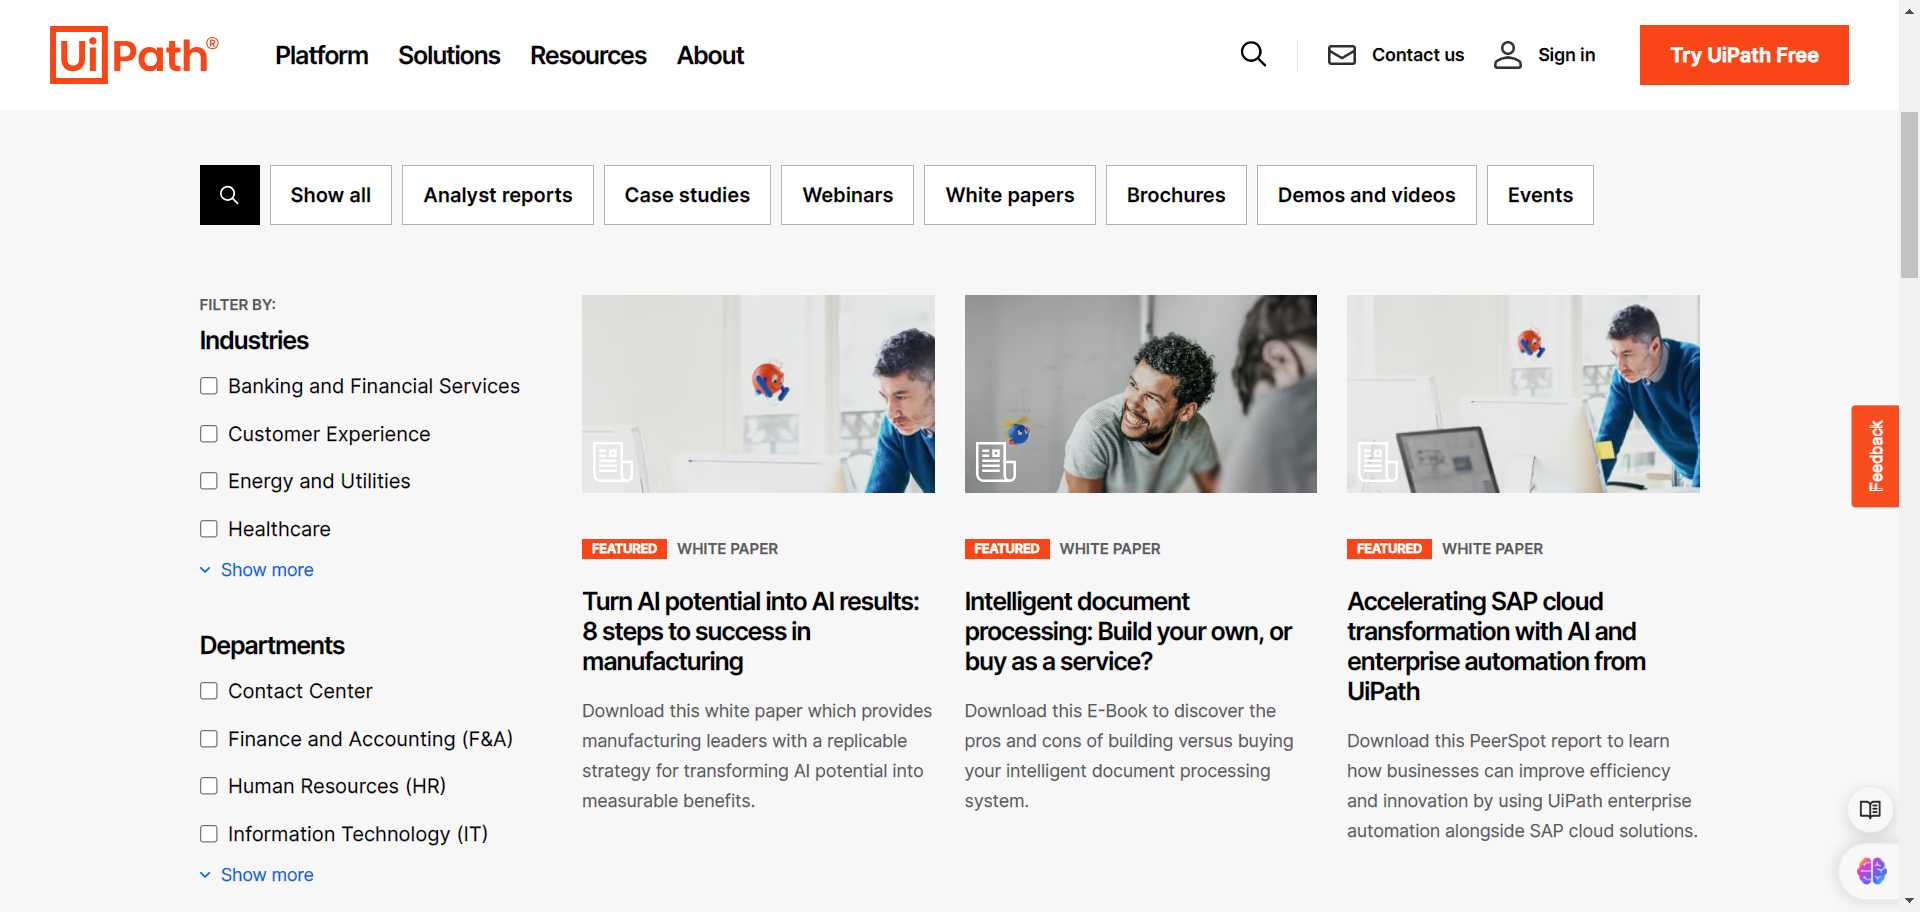 UiPath®
Platform
Solutions
Resources
About
Contact us
Sign in
Try UiPath Free
Show all
Analyst reports
Case studies
Webinars
White papers
Brochures
Demos and videos
Events
FILTER BY:
Industries
Banking and Financial Services
Customer Experience
Energy and Utilities
Healthcare
Show more
Departments
Contact Center
Finance and Accounting (F&A)
Human Resources (HR)
Information Technology (IT)
Show more
FEATURED WHITE PAPER
Turn AI potential into AI results:
8 steps to success in
manufacturing
Download this white paper which provides
manufacturing leaders with a replicable
strategy for transforming AI potential into
measurable benefits.
FEATURED WHITE PAPER
Intelligent document
processing: Build your own, or
buy as a service?
Download this E-Book to discover the
pros and cons of building versus buying
your intelligent document processing
system.
FEATURED WHITE PAPER
Accelerating SAP cloud
transformation with AI and
enterprise automation from
UiPath
Download this PeerSpot report to learn
how businesses can improve efficiency
and innovation by using UiPath enterprise
automation alongside SAP cloud solutions.
Feedback